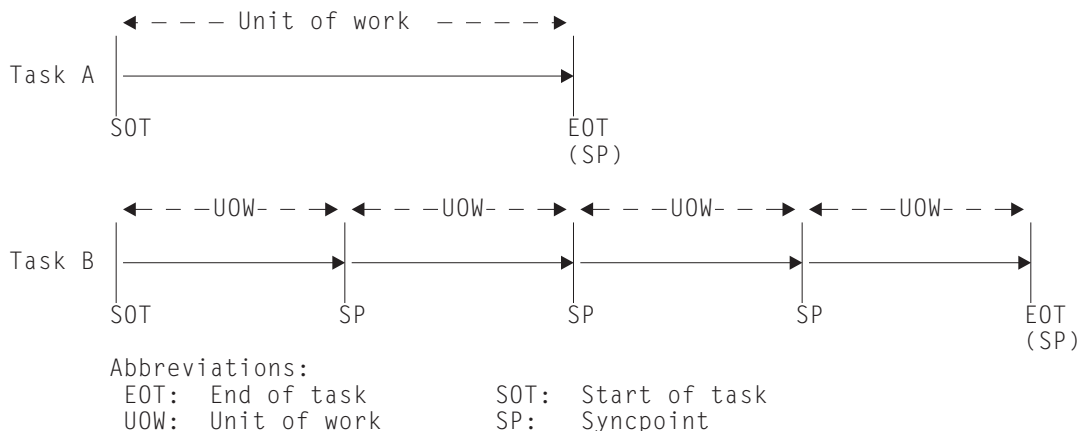 Unit of work
Task A
SOT EOT
(SP)
UOW UOW UOW UOW
Task B
SOT SP SP SP EOT
(SP)
Abbreviations:
EOT: End of task SOT: Start of task
UOW: Unit of work SP: Syncpoint